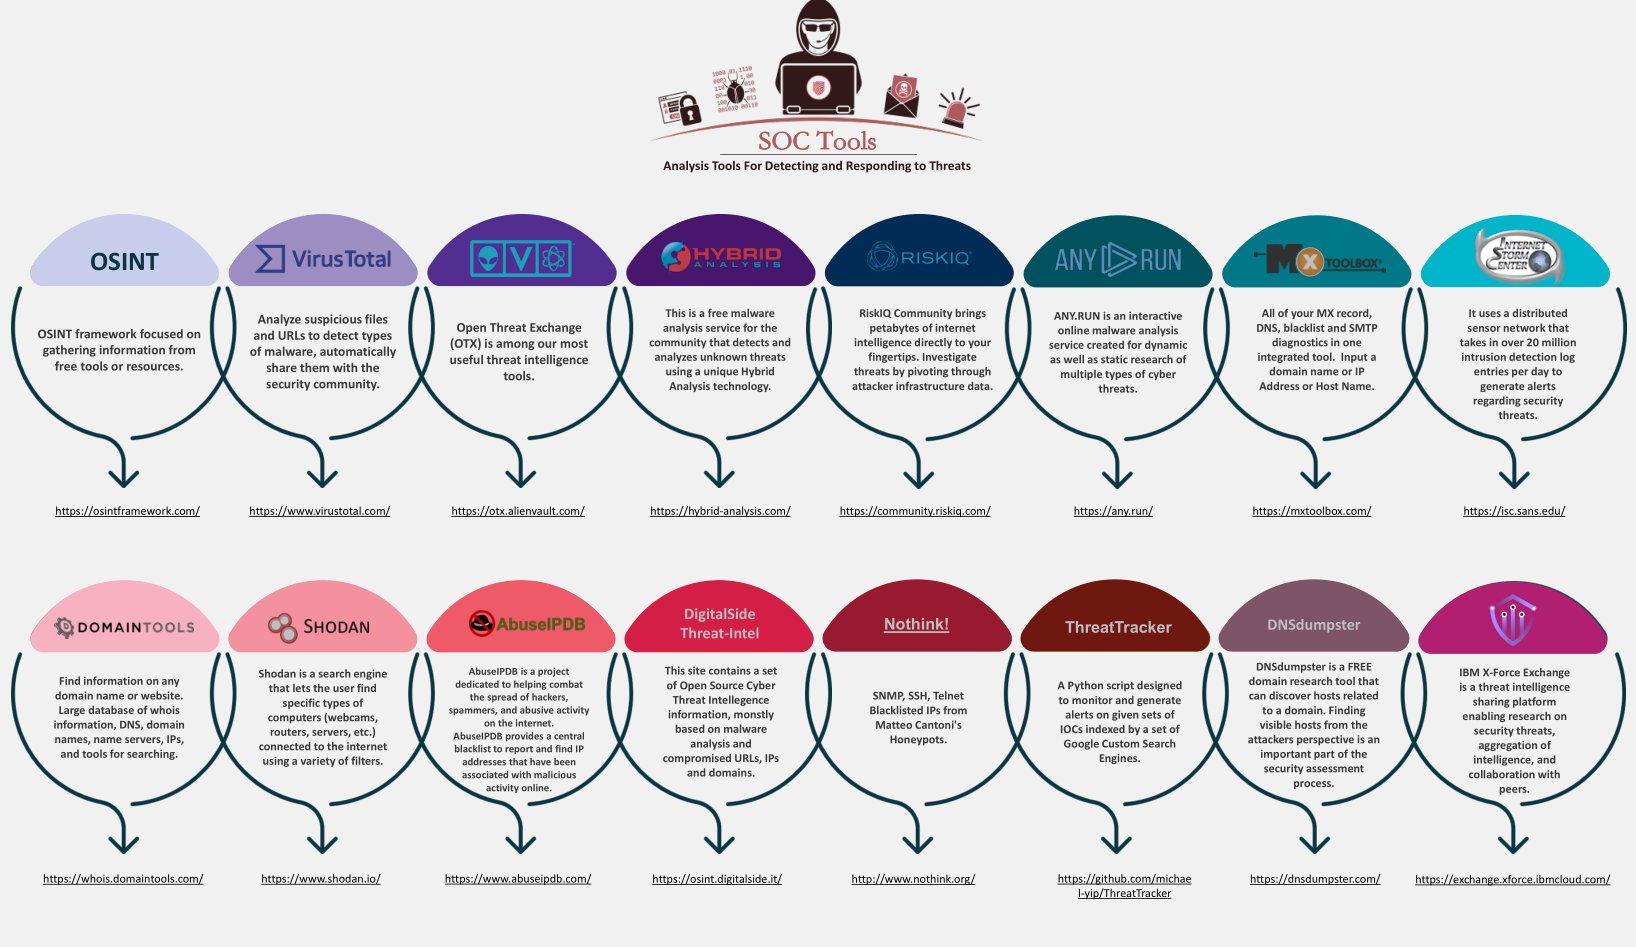 SOC Tools
Analysis Tools For Detecting and Responding to Threats
OSINT
OSINT framework focused on
gathering information from
free tools or resources.
https://osintframework.com/
VirusTotal
Analyze suspicious files
and URLs to detect types
of malware, automatically
share them with the
security community.
https://www.virustotal.com/
V
Open Threat Exchange
(OTX) is among our most
useful threat intelligence
tools.
https://otx.alienvault.com/
HYBRID
ANALYSIS
This is a free malware
analysis service for the
community that detects and
analyzes unknown threats
using a unique Hybrid
Analysis technology.
https://hybrid-analysis.com/
RISKIQ
RiskIQ Community brings
petabytes of internet
intelligence directly to your
fingertips. Investigate
threats by pivoting through
attacker infrastructure data.
https://community.riskiq.com/
ANY RUN
ANY.RUN is an interactive
online malware analysis
service created for dynamic
as well as static research of
multiple types of cyber
threats.
https://any.run/
MX TOOLBOX®
All of your MX record,
DNS, blacklist and SMTP
diagnostics in one
integrated tool. Input a
domain name or IP
Address or Host Name.
https://mxtoolbox.com/
INTERNET
STORM
CENTER
It uses a distributed
sensor network that
takes in over 20 million
intrusion detection log
entries per day to
generate alerts
regarding security
threats.
https://isc.sans.edu/
DOMAINTOOLS
Find information on any
domain name or website.
Large database of whois
information, DNS, domain
names, name servers, IPs,
and tools for searching.
https://whois.domaintools.com/
SHODAN
Shodan is a search engine
that lets the user find
specific types of
computers (webcams,
routers, servers, etc.)
connected to the internet
using a variety of filters.
https://www.shodan.io/
AbuseIPDB
AbuseIPDB is a project
dedicated to helping combat
the spread of hackers,
spammers, and abusive activity
on the internet.
AbuseIPDB provides a central
blacklist to report and find IP
addresses that have been
associated with malicious
activity online.
https://www.abuseipdb.com/
DigitalSide
Threat-Intel
This site contains a set
of Open Source Cyber
Threat Intellegence
information, monstly
based on malware
analysis and
compromised URLs, IPs
and domains.
https://osint.digitalside.it/
Nothink!
SNMP, SSH, Telnet
Blacklisted IPs from
Matteo Cantoni's
Honeypots.
http://www.nothink.org/
ThreatTracker
A Python script designed
to monitor and generate
alerts on given sets of
IOCs indexed by a set of
Google Custom Search
Engines.
https://github.com/michae
l-yip/ThreatTracker
DNSdumpster
DNSdumpster is a FREE
domain research tool that
can discover hosts related
to a domain. Finding
visible hosts from the
attackers perspective is an
important part of the
security assessment
process.
https://dnsdumpster.com/
IBM X-Force Exchange
is a threat intelligence
sharing platform
enabling research on
security threats,
aggregation of
intelligence, and
collaboration with
peers.
https://exchange.xforce.ibmcloud.com/